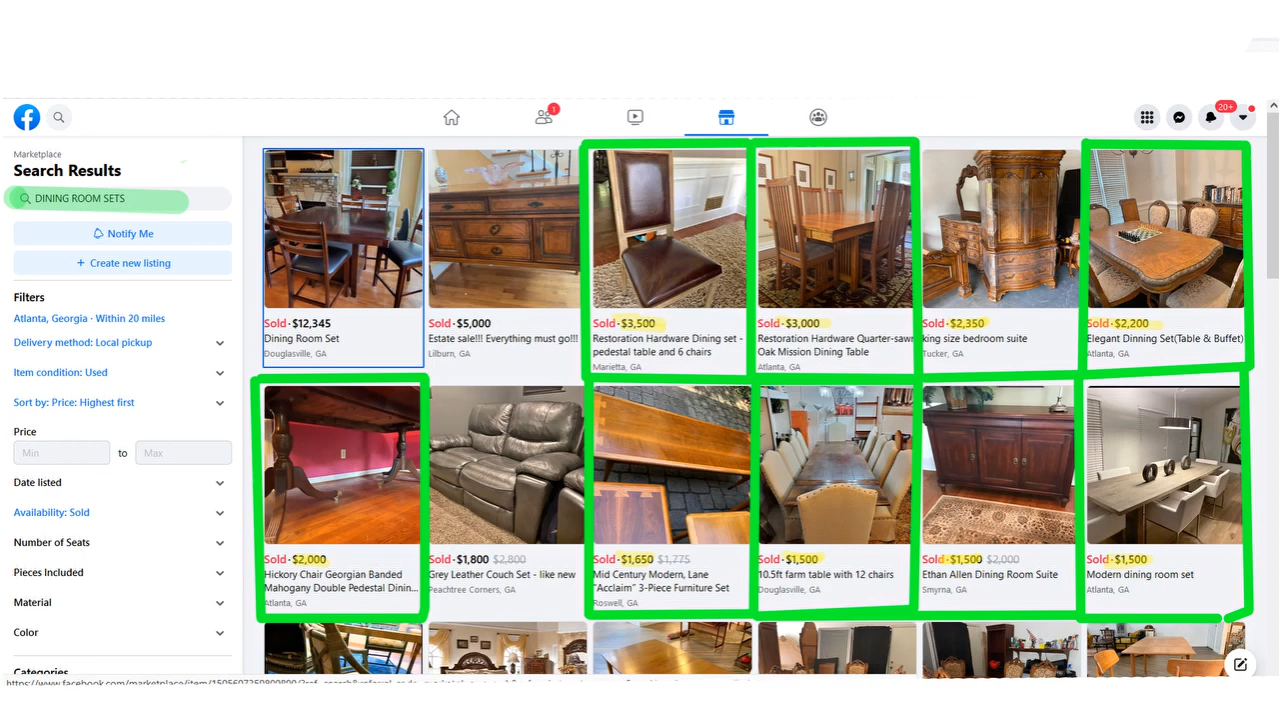 1
20+
Marketplace
Search Results
DINING ROOM SETS
Notify Me
+ Create new listing
Filters
Atlanta, Georgia · Within 20 miles
Delivery method: Local pickup
Item condition: Used
Sort by: Price: Highest first
Price
Min
to
Max
Date listed
Availability: Sold
Number of Seats
Pieces Included
Material
Color
Categories
Sold · $12,345
Dining Room Set
Douglasville, GA
Sold · $5,000
Estate sale!!! Everything must go!!!
Lilburn, GA
Sold · $3,500
Restoration Hardware Dining set -
pedestal table and 6 chairs
Marietta, GA
Sold · $3,000
Restoration Hardware Quarter-sawn
Oak Mission Dining Table
Atlanta, GA
Sold · $2,350
king size bedroom suite
Tucker, GA
Sold · $2,200
Elegant Dinning Set(Table & Buffet)
Atlanta, GA
Sold · $2,000
Hickory Chair Georgian Banded
Mahogany Double Pedestal Dinin...
Atlanta, GA
Sold · $1,800 $2,800
Grey Leather Couch Set - like new
Peachtree Corners, GA
Sold · $1,650 $1,775
Mid Century Modern, Lane
"Acclaim" 3-Piece Furniture Set
Roswell, GA
Sold · $1,500
10.5ft farm table with 12 chairs
Douglasville, GA
Sold · $1,500 $2,000
Ethan Allen Dining Room Suite
Smyrna, GA
Sold · $1,500
Modern dining room set
Atlanta, GA